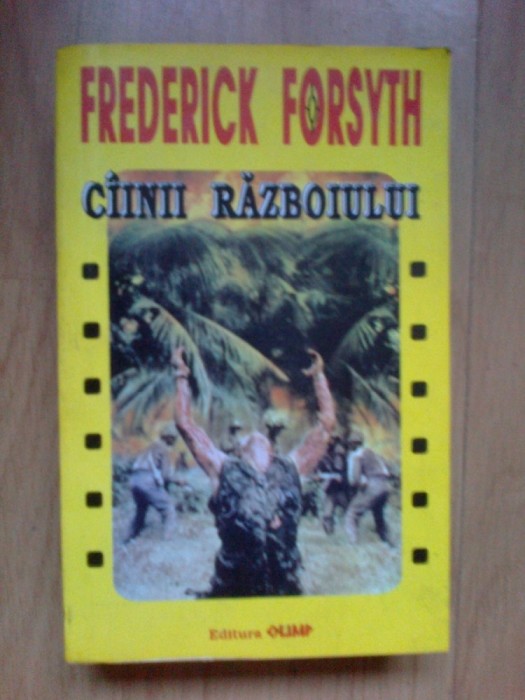 FREDERICK FORSYTH
CÎINII RĂZBOIULUI
Editura OLIMP